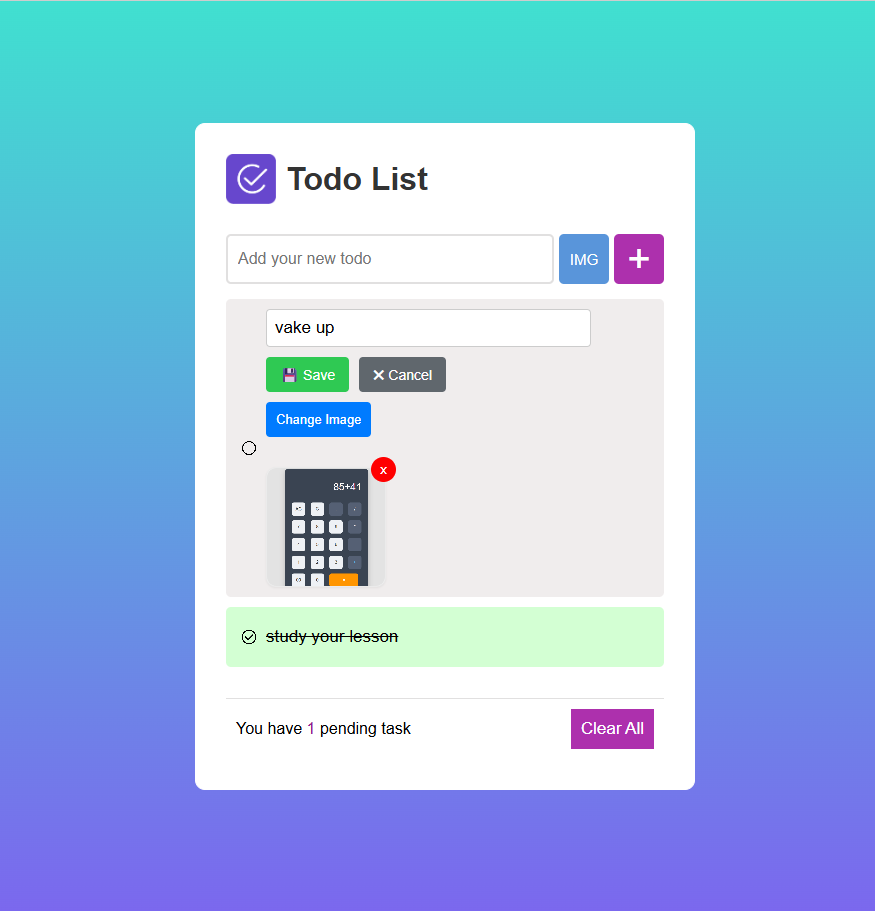 Todo List
Add your new todo
IMG
+
vake up
💾 Save
✕ Cancel
Change Image
x
85+41
study your lesson
You have 1 pending task
Clear All